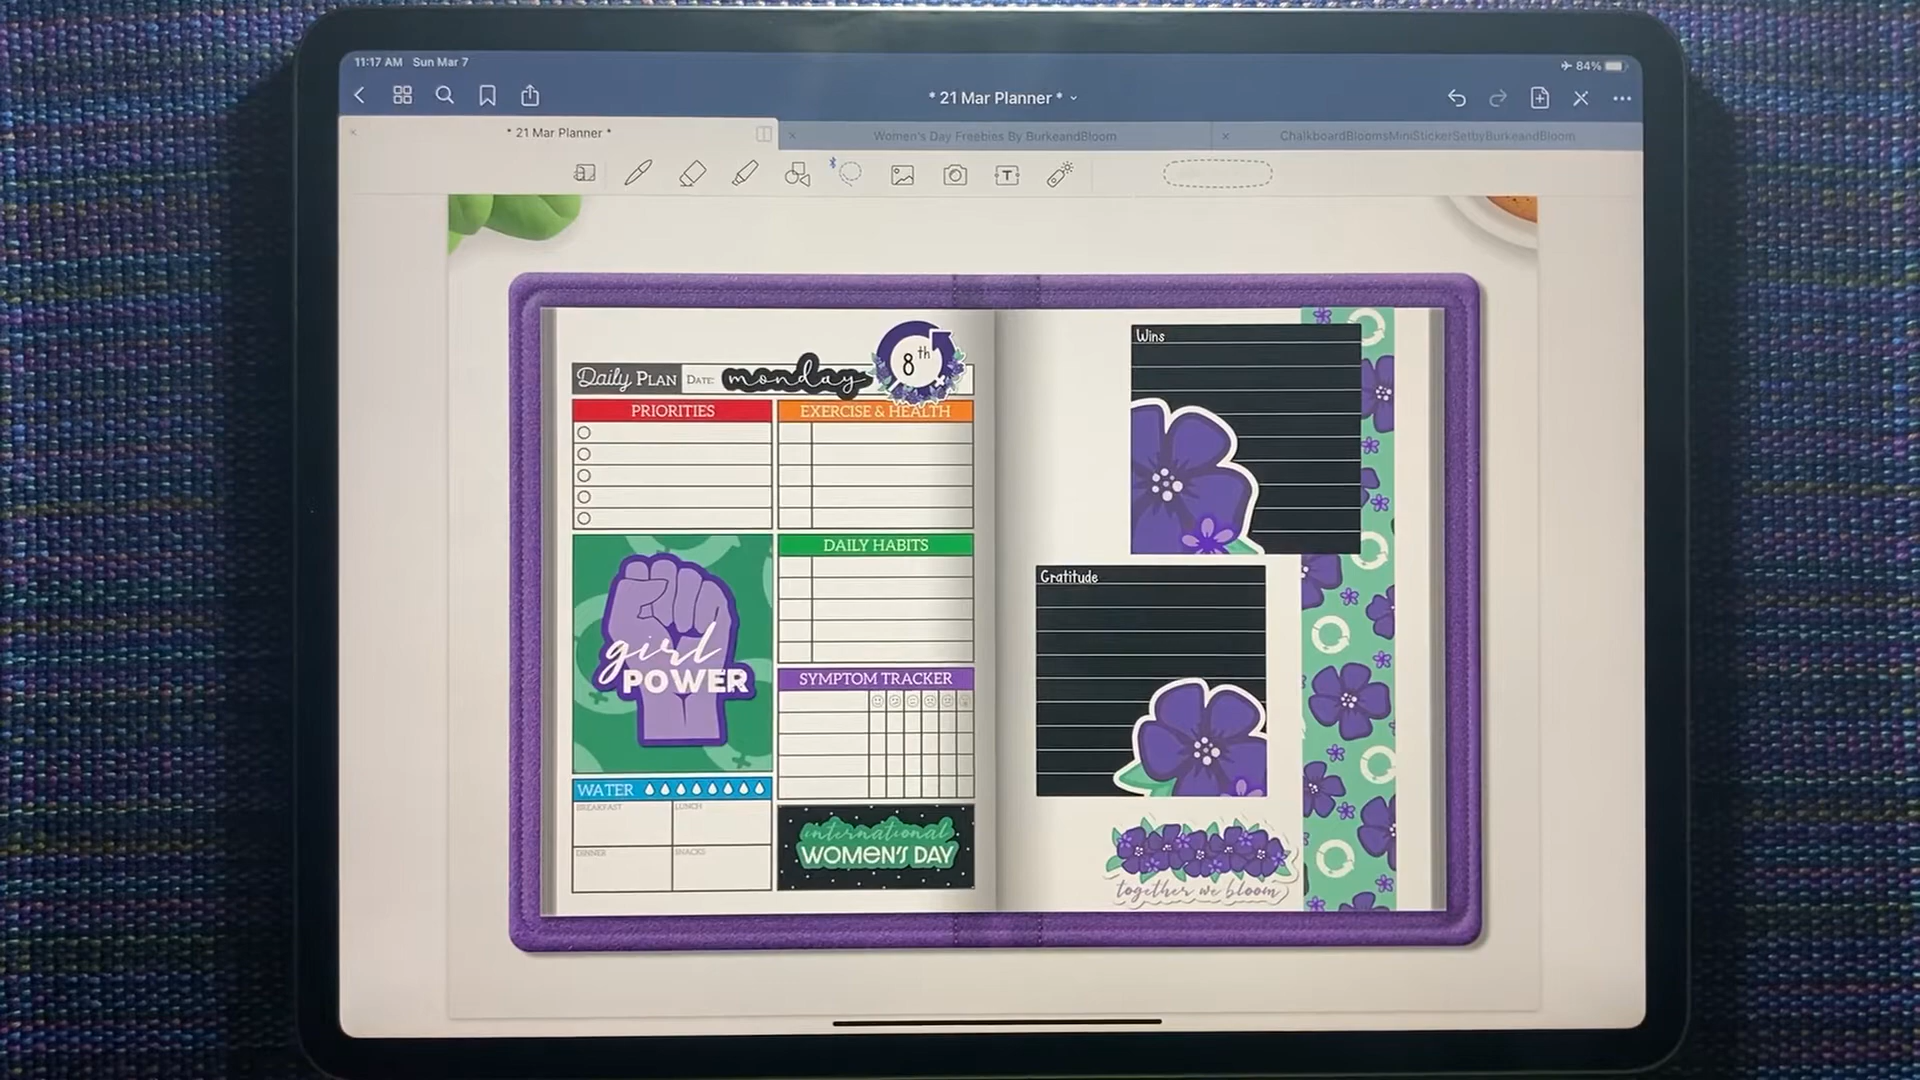 11:17 AM Sun Mar 7
84%
* 21 Mar Planner *
* 21 Mar Planner *
Women's Day Freebies By BurkeandBloom
ChalkboardBloomsMiniStickerSetbyBurkeandBloom
T
Daily PLAN DATE: monday 8th
PRIORITIES
EXERCISE & HEALTH
DAILY HABITS
girl
POWER
SYMPTOM TRACKER
WATER
BREAKFAST LUNCH
DINNER SNACKS
international
WOMEN'S DAY
Wins
Gratitude
together we bloom